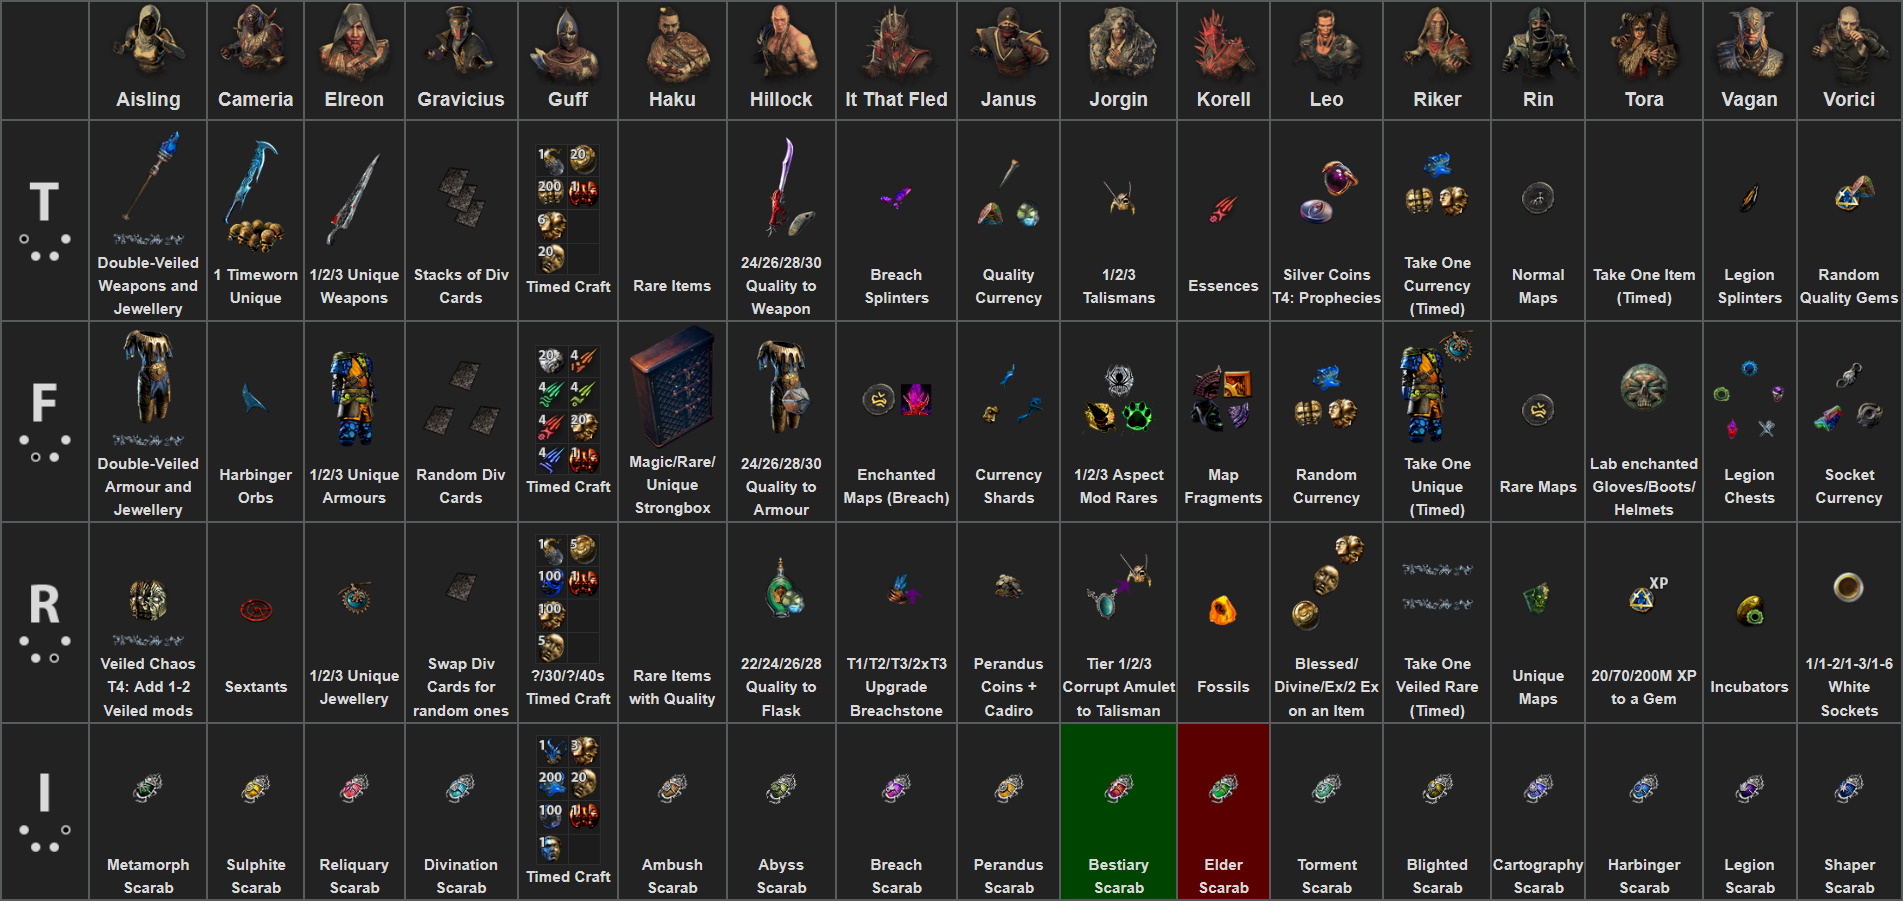 Aisling Cameria Elreon Gravicius Guff Haku Hillock It That Fled Janus Jorgin Korell Leo Riker Rin Tora Vagan Vorici
T
Double-Veiled
Weapons and
Jewellery
1 Timeworn
Unique
1/2/3 Unique
Weapons
Stacks of Div
Cards
20
200
6
20
Timed Craft
Rare Items
24/26/28/30
Quality to
Weapon
Breach
Splinters
Quality
Currency
1/2/3
Talismans
Essences
Silver Coins
T4: Prophecies
Take One
Currency
(Timed)
Normal
Maps
Take One Item
(Timed)
Legion
Splinters
Random
Quality Gems
F
Double-Veiled
Armour and
Jewellery
Harbinger
Orbs
1/2/3 Unique
Armours
Random Div
Cards
20 4
4 4
4 20
4 1
Timed Craft
Magic/Rare/
Unique
Strongbox
24/26/28/30
Quality to
Armour
Enchanted
Maps (Breach)
Currency
Shards
1/2/3 Aspect
Mod Rares
Map
Fragments
Random
Currency
Take One
Unique
(Timed)
Rare Maps
Lab enchanted
Gloves/Boots/
Helmets
Legion
Chests
Socket
Currency
R
Veiled Chaos
T4: Add 1-2
Veiled mods
Sextants
1/2/3 Unique
Jewellery
Swap Div
Cards for
random ones
1 5
100 1
100
5
?/30/?/40s
Timed Craft
Rare Items
with Quality
22/24/26/28
Quality to
Flask
T1/T2/T3/2xT3
Upgrade
Breachstone
Perandus
Coins +
Cadiro
Tier 1/2/3
Corrupt Amulet
to Talisman
Fossils
Blessed/
Divine/Ex/2 Ex
on an Item
Take One
Veiled Rare
(Timed)
Unique
Maps
XP
20/70/200M XP
to a Gem
Incubators
1/1-2/1-3/1-6
White
Sockets
I
Metamorph
Scarab
Sulphite
Scarab
Reliquary
Scarab
Divination
Scarab
1 3
200 20
100 1
1
Timed Craft
Ambush
Scarab
Abyss
Scarab
Breach
Scarab
Perandus
Scarab
Bestiary
Scarab
Elder
Scarab
Torment
Scarab
Blighted
Scarab
Cartography
Scarab
Harbinger
Scarab
Legion
Scarab
Shaper
Scarab